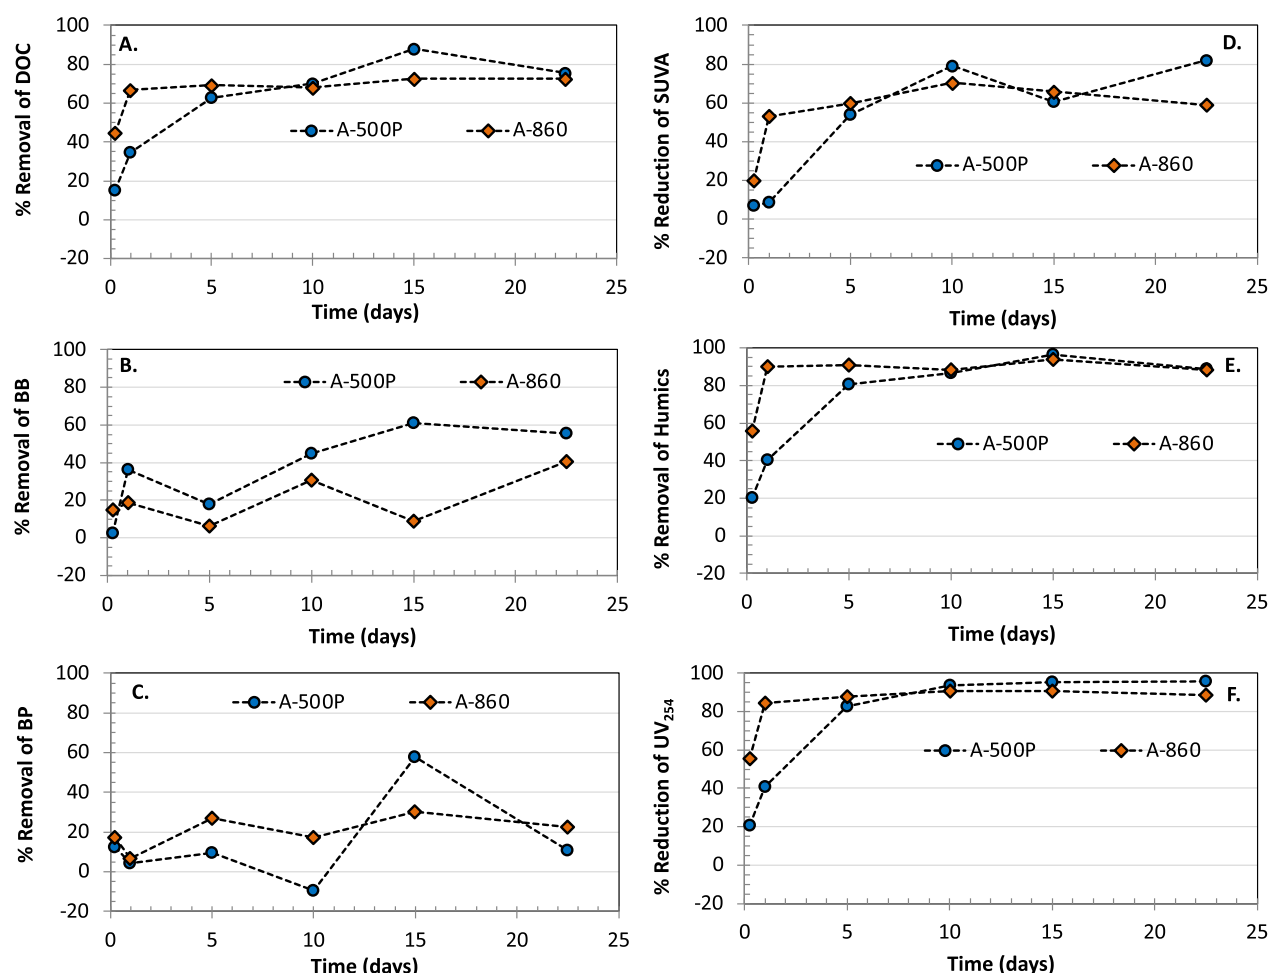 % Removal of DOC
100
80
60
40
20
0
-20
A.
A-500P A-860
0 5 10 15 20 25
Time (days)
% Reduction of SUVA
100
80
60
40
20
0
-20
D.
A-500P A-860
0 5 10 15 20 25
Time (days)
% Removal of BB
100
80
60
40
20
0
-20
B.
A-500P A-860
0 5 10 15 20 25
Time (days)
% Removal of Humics
100
80
60
40
20
0
-20
E.
A-500P A-860
0 5 10 15 20 25
Time (days)
% Removal of BP
100
80
60
40
20
0
-20
C.
A-500P A-860
0 5 10 15 20 25
Time (days)
% Reduction of UV254
100
80
60
40
20
0
-20
F.
A-500P A-860
0 5 10 15 20 25
Time (days)